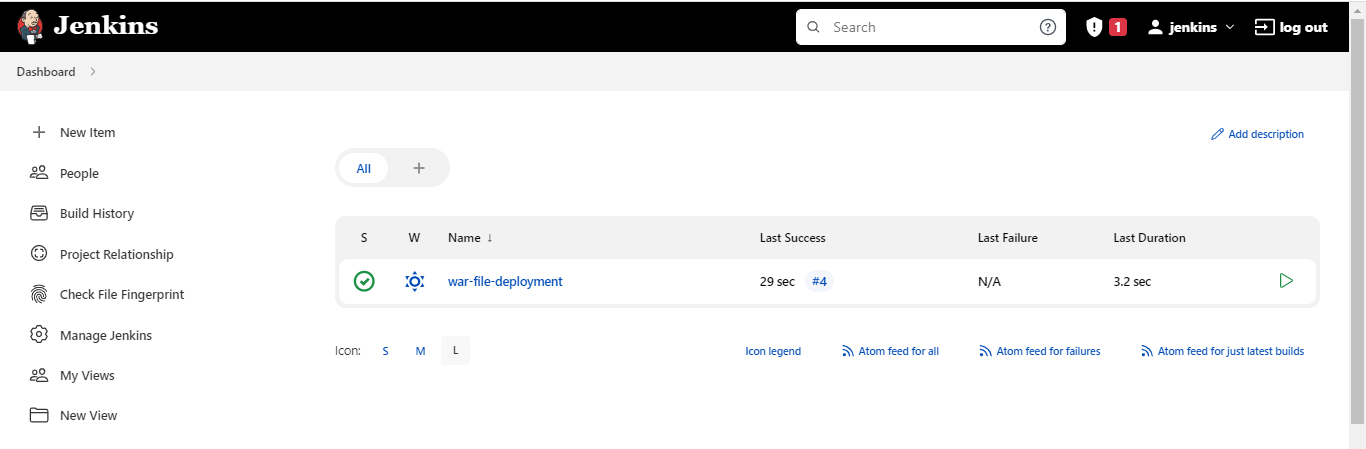 Jenkins
Search
1
jenkins
log out
Dashboard
New Item
People
Build History
Project Relationship
Check File Fingerprint
Manage Jenkins
My Views
New View
Add description
All
S W Name ↓ Last Success Last Failure Last Duration
war-file-deployment 29 sec #4 N/A 3.2 sec
Icon: S M L
Icon legend
Atom feed for all
Atom feed for failures
Atom feed for just latest builds